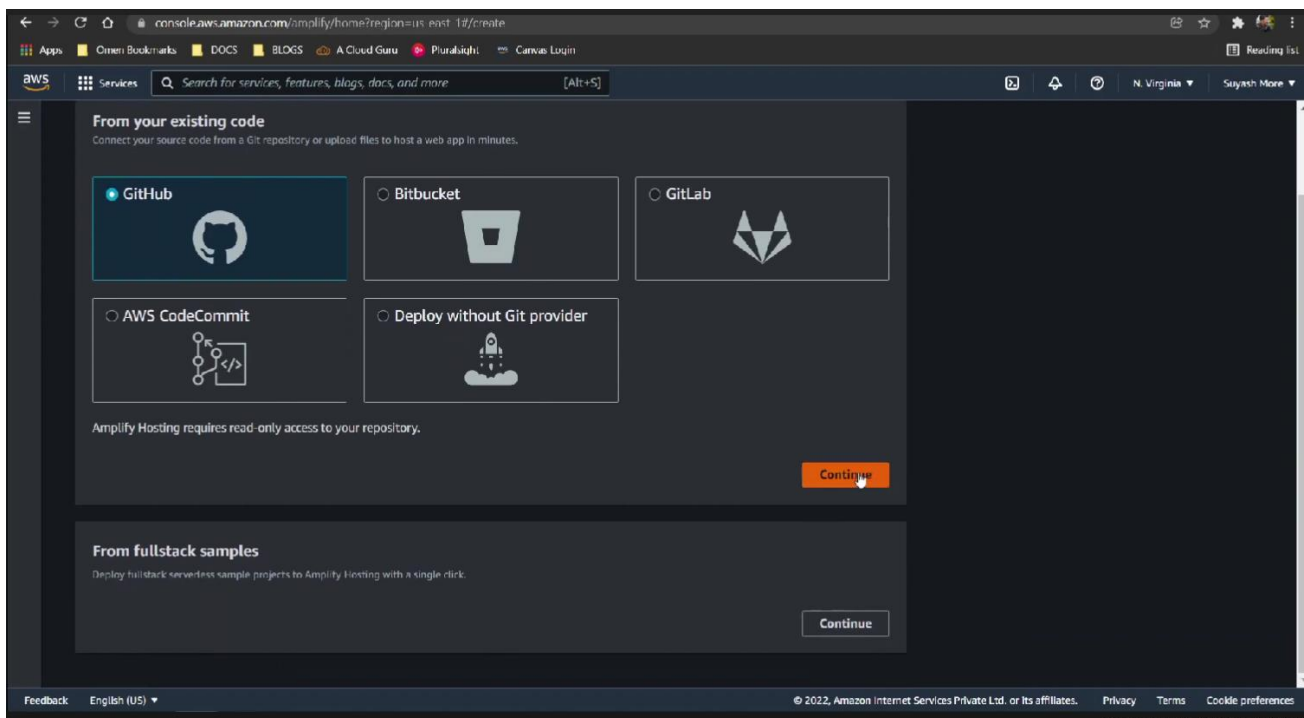 console.aws.amazon.com/amplify/home?region=us-east-1#/create
Apps Omen Bookmarks DOCS BLOGS A Cloud Guru Pluralsight Canvas Login Reading list
aws Services Search for services, features, blogs, docs, and more [Alt+S] N. Virginia ▼ Suyash More ▼
From your existing code
Connect your source code from a Git repository or upload files to host a web app in minutes.
GitHub Bitbucket GitLab
AWS CodeCommit Deploy without Git provider
</>
Amplify Hosting requires read-only access to your repository.
Continue
From fullstack samples
Deploy fullstack serverless sample projects to Amplify Hosting with a single click.
Continue
Feedback English (US) ▼ © 2022, Amazon Internet Services Private Ltd. or its affiliates. Privacy Terms Cookie preferences